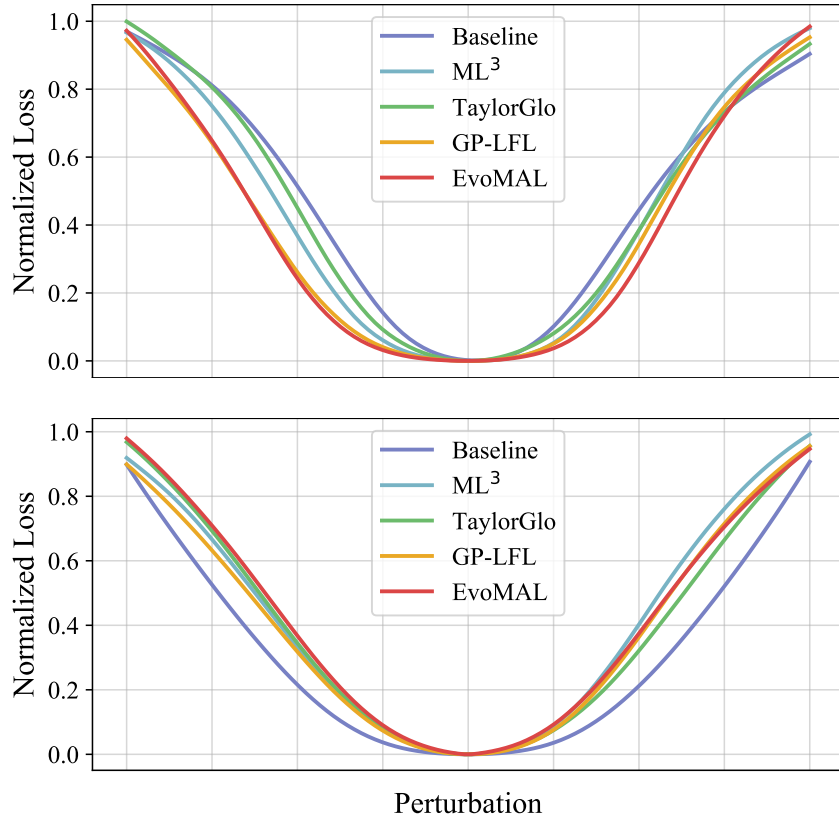 1.0
0.8
0.6
0.4
0.2
0.0
Normalized Loss
Baseline
ML³
TaylorGlo
GP-LFL
EvoMAL
1.0
0.8
0.6
0.4
0.2
0.0
Normalized Loss
Baseline
ML³
TaylorGlo
GP-LFL
EvoMAL
Perturbation